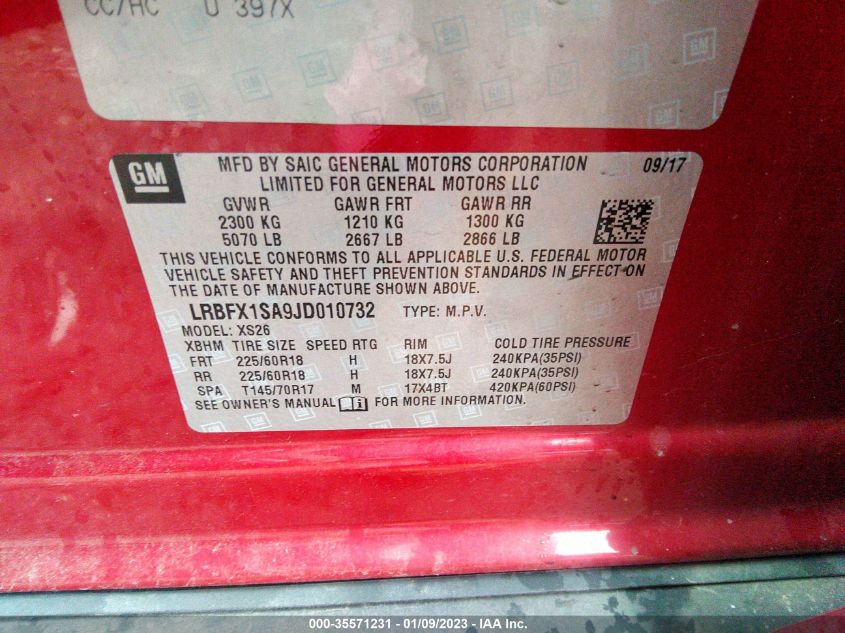 CC/HC U 397X
GM
MFD BY SAIC GENERAL MOTORS CORPORATION 09/17
LIMITED FOR GENERAL MOTORS LLC
GVWR GAWR FRT GAWR RR
2300 KG 1210 KG 1300 KG
5070 LB 2667 LB 2866 LB
THIS VEHICLE CONFORMS TO ALL APPLICABLE U.S. FEDERAL MOTOR
VEHICLE SAFETY AND THEFT PREVENTION STANDARDS IN EFFECT ON
THE DATE OF MANUFACTURE SHOWN ABOVE.
LRBFX1SA9JD010732 TYPE: M.P.V.
MODEL: XS26
XBHM TIRE SIZE SPEED RTG RIM COLD TIRE PRESSURE
FRT 225/60R18 H 18X7.5J 240KPA(35PSI)
RR 225/60R18 H 18X7.5J 240KPA(35PSI)
SPA T145/70R17 M 17X4BT 420KPA(60PSI)
SEE OWNER'S MANUAL FOR MORE INFORMATION.
000-35571231 - 01/09/2023 - IAA Inc.